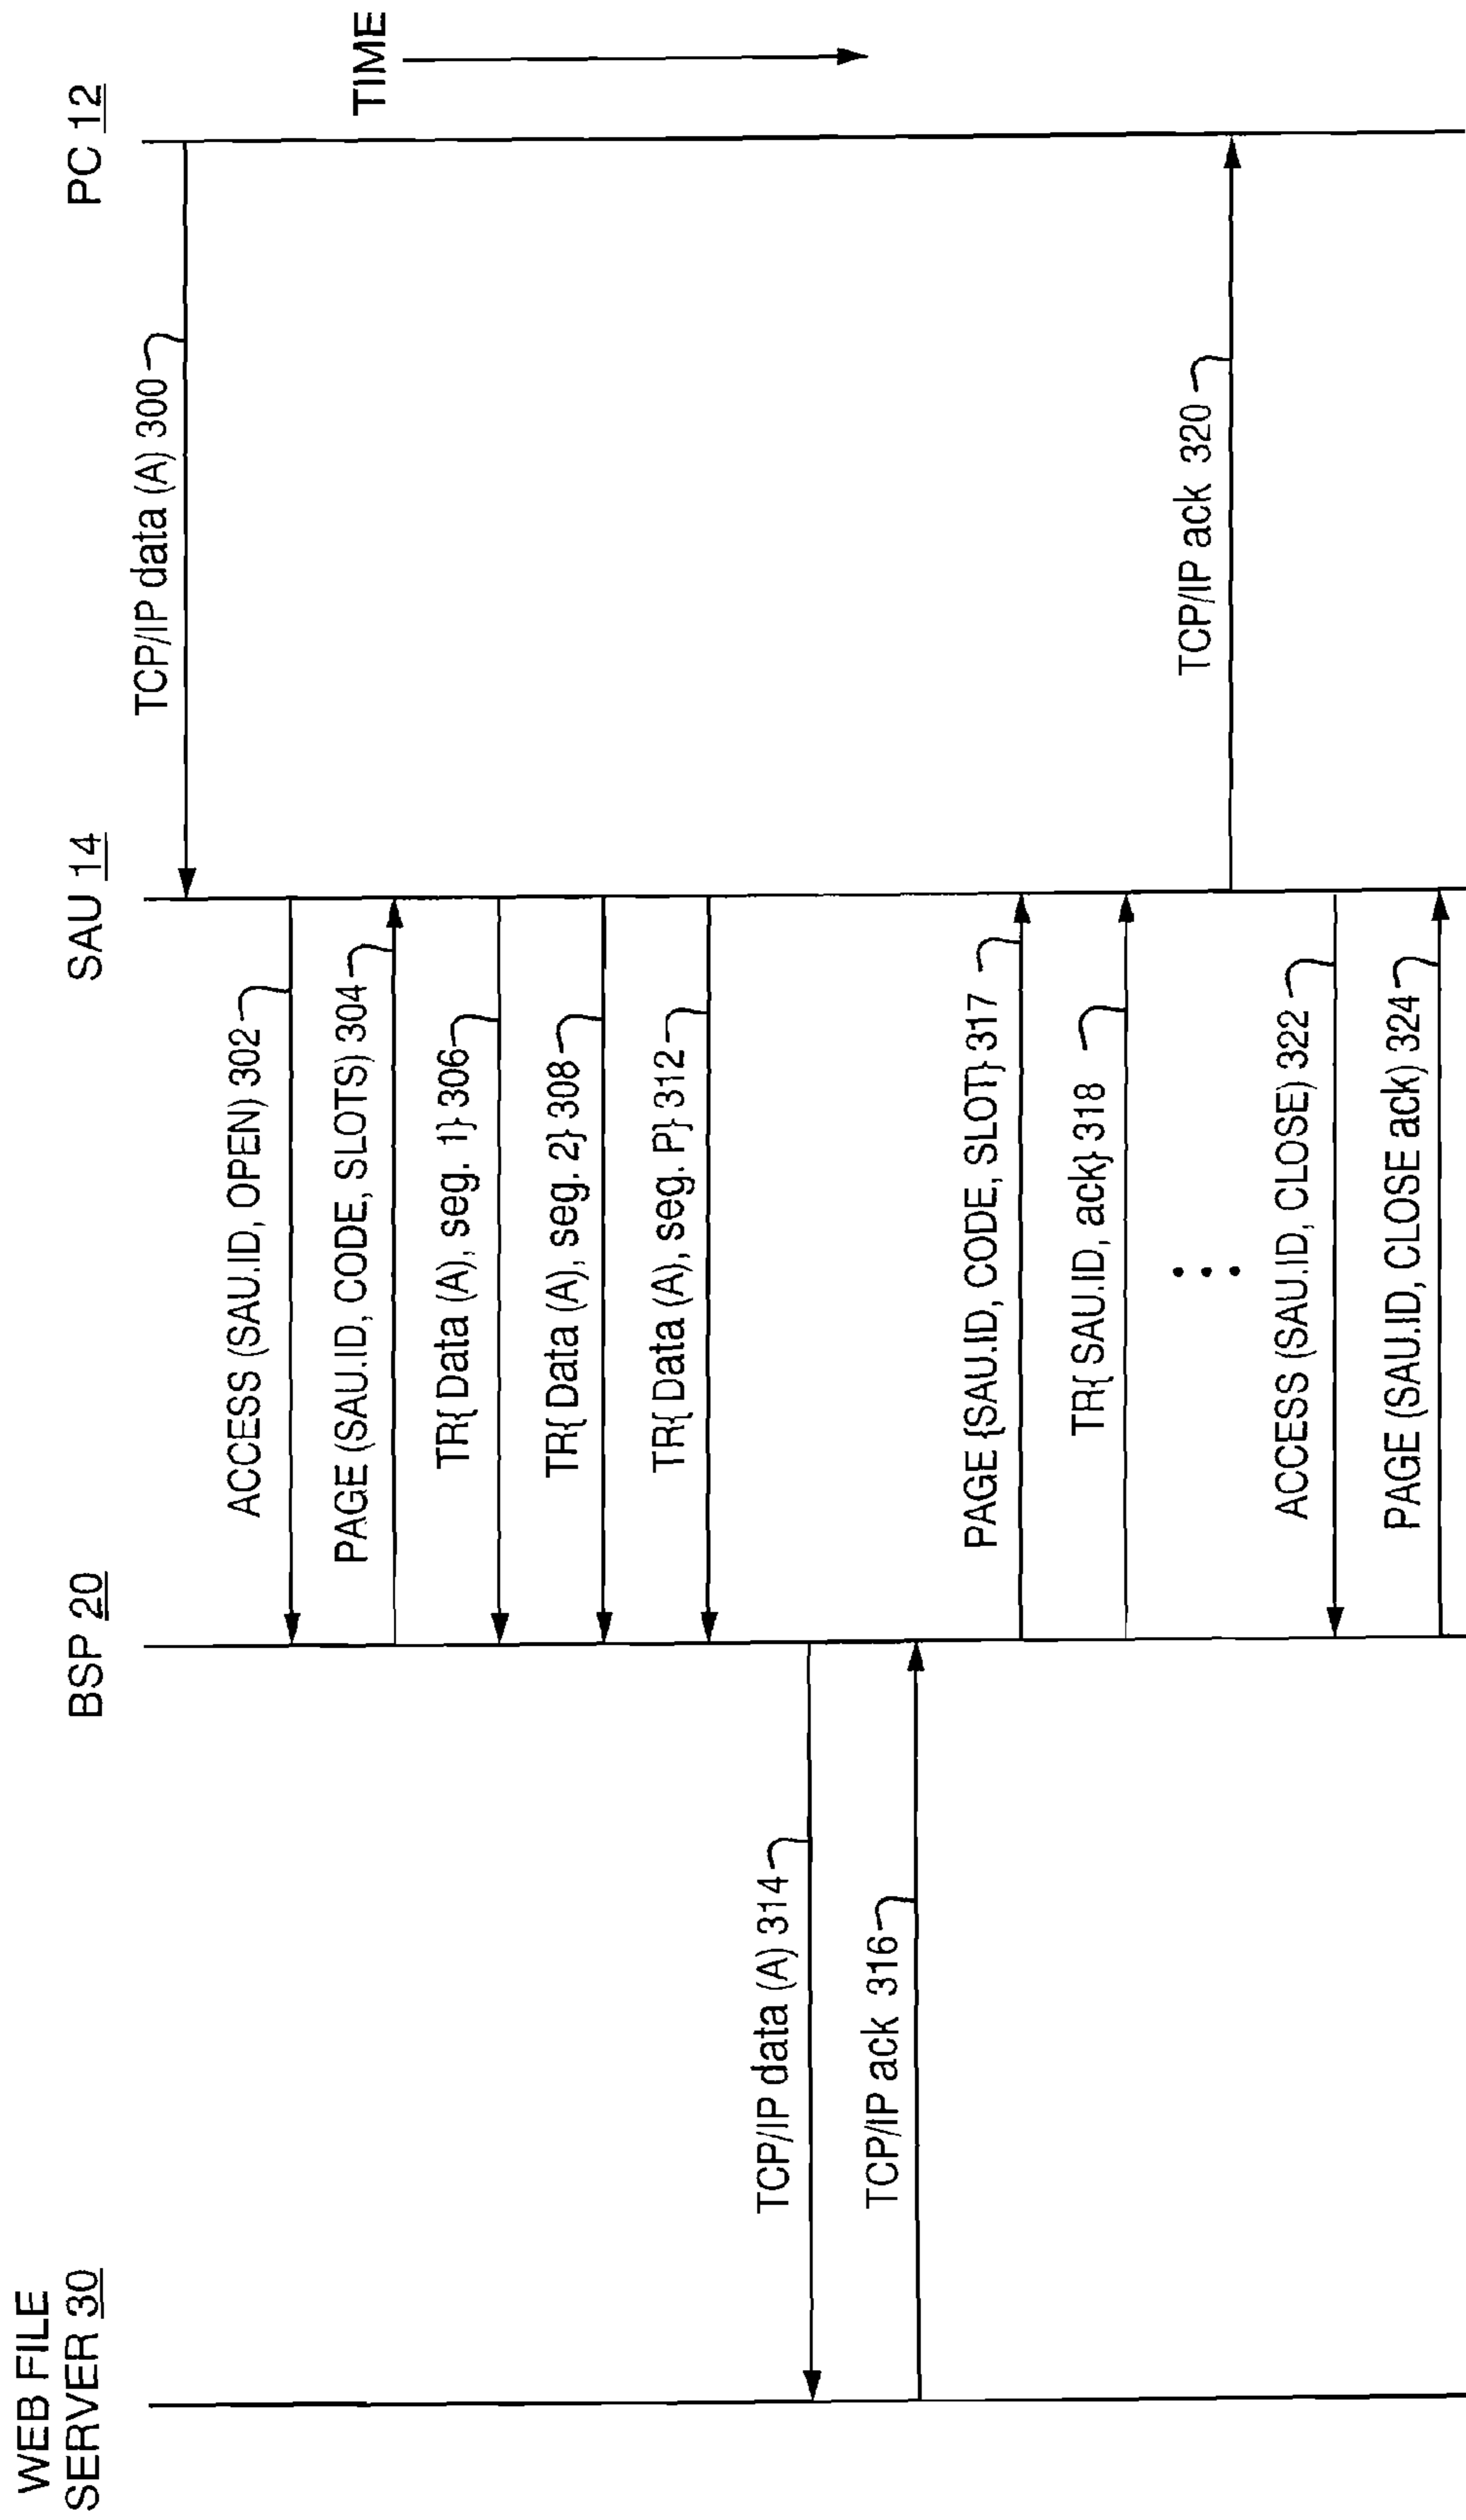 WEB FILE
SERVER 30
BSP 20
SAU 14
PC 12
TIME
TCP/IP data (A) 300
ACCESS (SAU.ID, OPEN) 302
PAGE (SAU.ID, CODE, SLOTS) 304
TR{ Data (A), seg. 1} 306
TR{ Data (A), seg. 2} 308
TR{ Data (A), seg. P} 312
TCP/IP data (A) 314
TCP/IP ack 316
PAGE {SAU.ID, CODE, SLOT} 317
TR{ SAU.ID, ack} 318
TCP/IP ack 320
...
ACCESS (SAU.ID, CLOSE) 322
PAGE (SAU.ID, CLOSE ack) 324